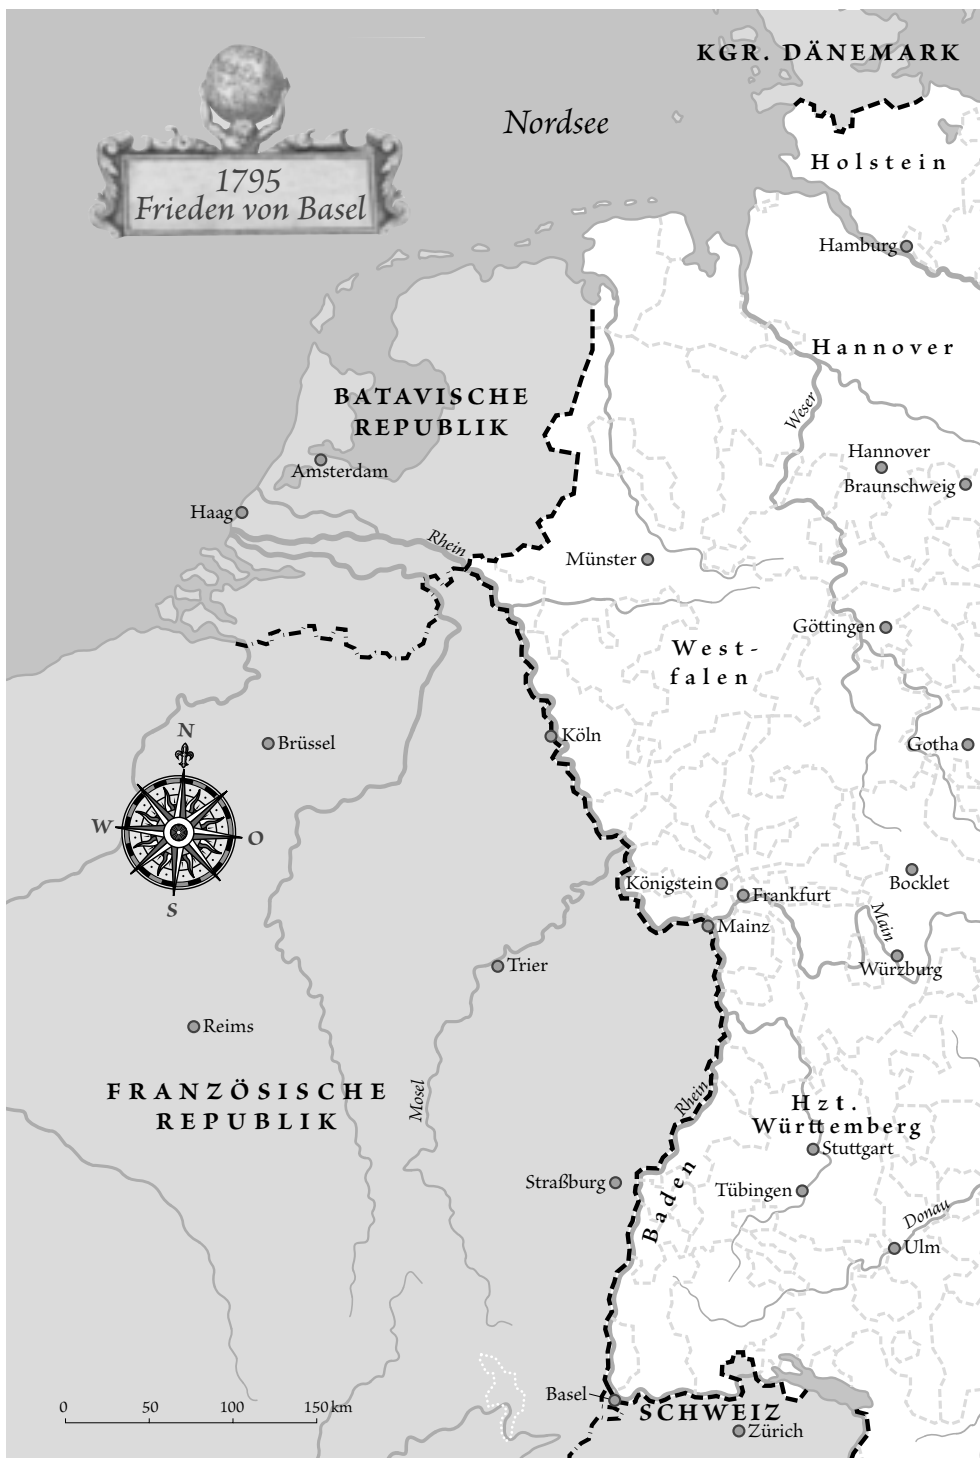 KGR. DÄNEMARK
Nordsee
1795
Frieden von Basel
Holstein
Hamburg
Hannover
BATAVISCHE
REPUBLIK
Weser
Amsterdam
Hannover
Braunschweig
Haag
Rhein
Münster
Göttingen
West-
falen
N
Brüssel
Köln
Gotha
W
O
S
Königstein
Frankfurt
Bocklet
Main
Mainz
Würzburg
Trier
Reims
FRANZÖSISCHE
REPUBLIK
Mosel
Rhein
Hzt.
Württemberg
Stuttgart
Straßburg
Tübingen
Baden
Donau
Ulm
Basel
SCHWEIZ
Zürich
0 50 100 150 km